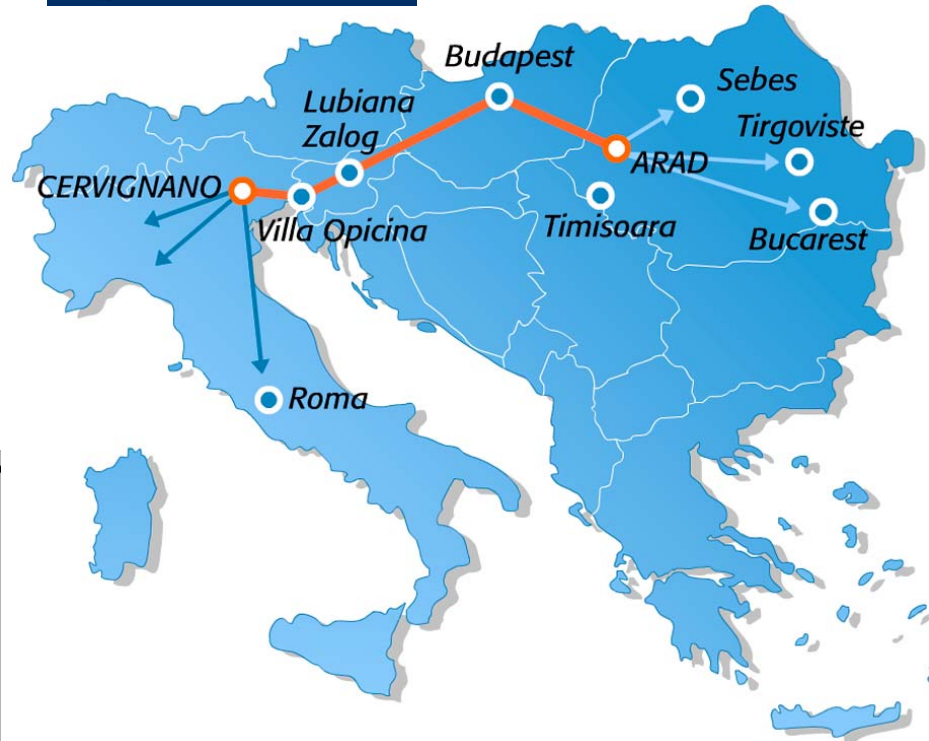 Budapest
Sebes
Lubiana
Zalog
Tirgoviste
ARAD
CERVIGNANO
Villa Opicina
Timisoara
Bucarest
Roma